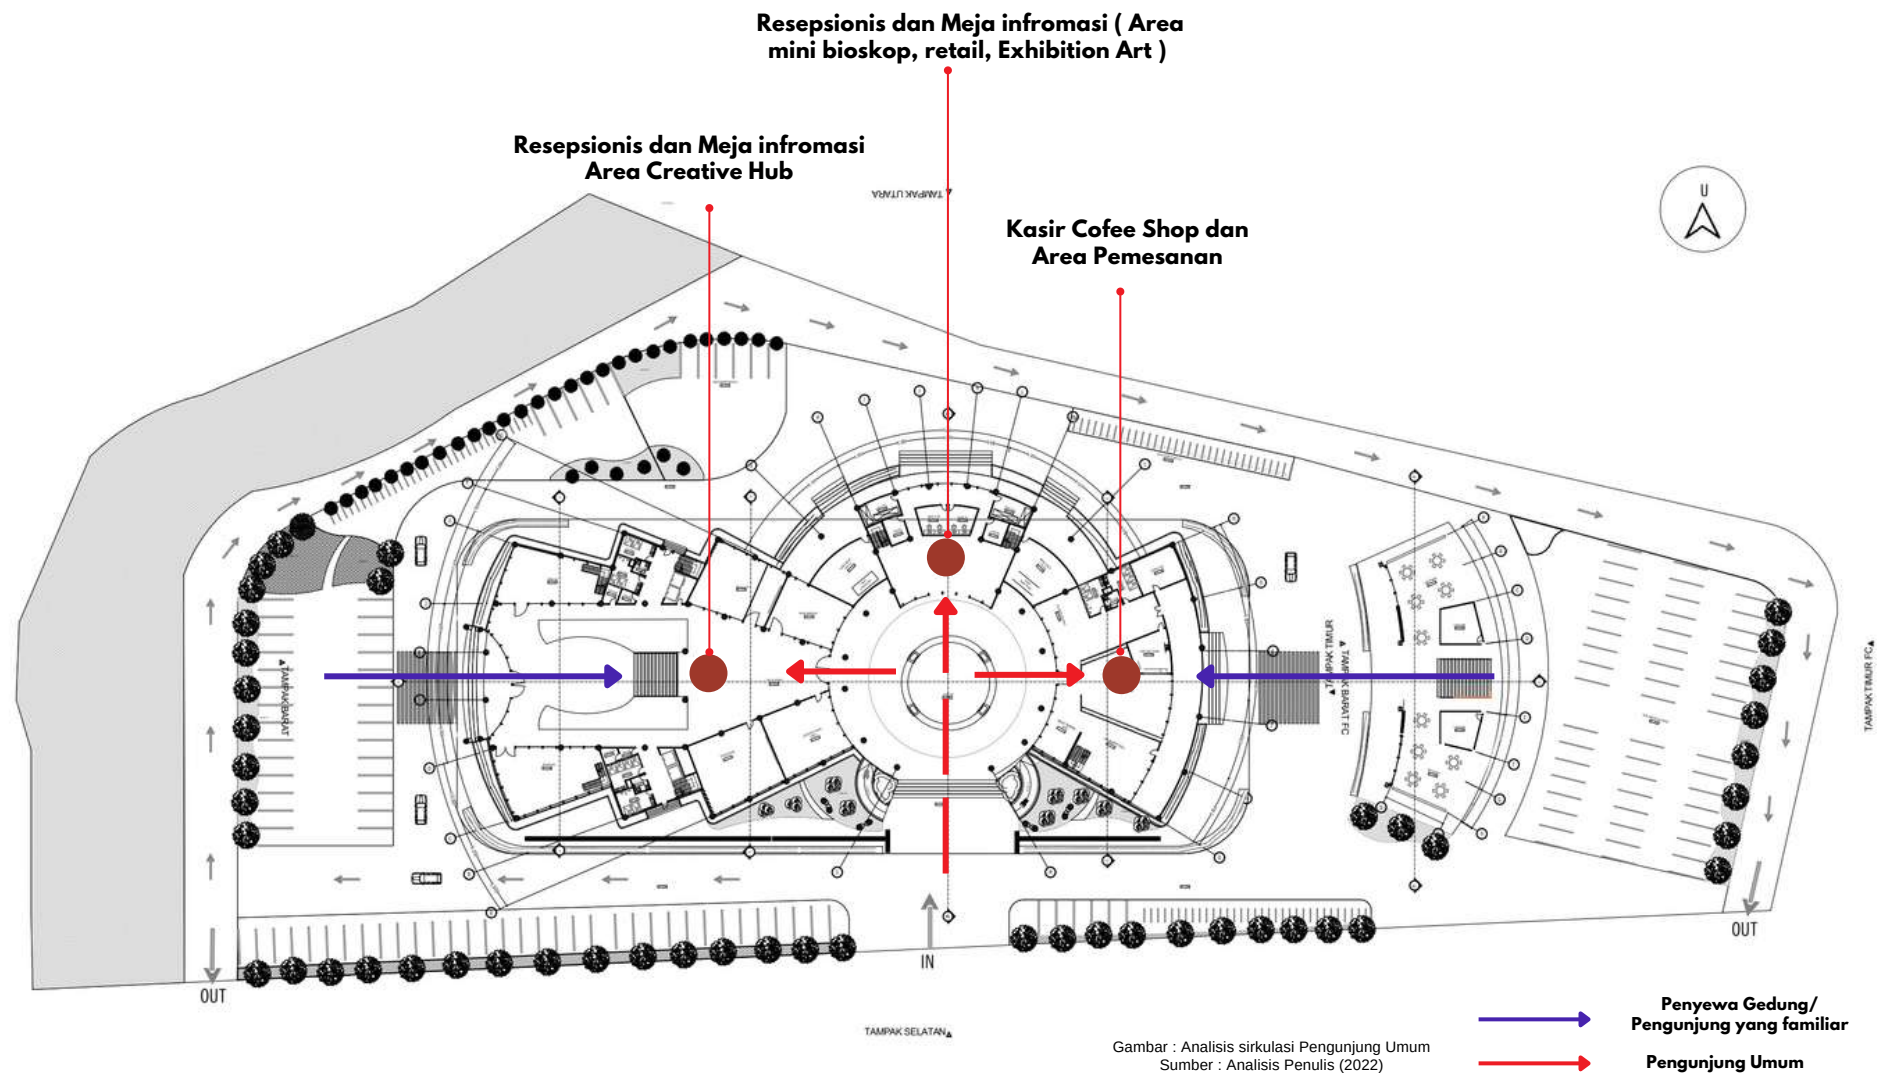 Resepsionis dan Meja infromasi ( Area
mini bioskop, retail, Exhibition Art )
Resepsionis dan Meja infromasi
Area Creative Hub
TAMPAK UTARA
Kasir Cofee Shop dan
Area Pemesanan
U
TAMPAK BARAT
TAMPAK TIMUR
TAMPAK BARAT FC
TAMPAK TIMUR FC
OUT
IN
OUT
TAMPAK SELATAN
Penyewa Gedung/
Pengunjung yang familiar
Pengunjung Umum
Gambar : Analisis sirkulasi Pengunjung Umum
Sumber : Analisis Penulis (2022)